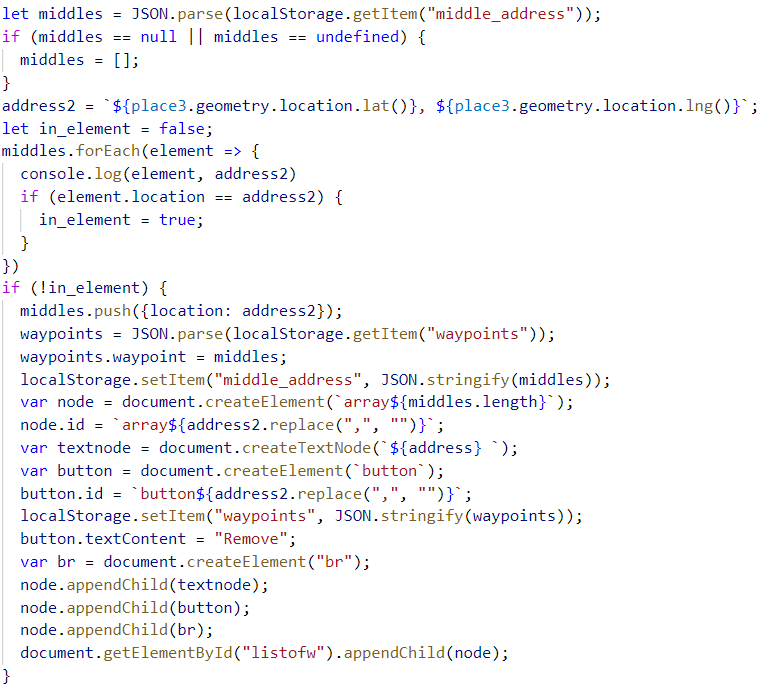 let middles = JSON.parse(localStorage.getItem("middle_address"));
if (middles == null || middles == undefined) {
  middles = [];
}
address2 = `${place3.geometry.location.lat()}, ${place3.geometry.location.lng()}`;
let in_element = false;
middles.forEach(element => {
  console.log(element, address2)
  if (element.location == address2) {
    in_element = true;
  }
})
if (!in_element) {
  middles.push({location: address2});
  waypoints = JSON.parse(localStorage.getItem("waypoints"));
  waypoints.waypoint = middles;
  localStorage.setItem("middle_address", JSON.stringify(middles));
  var node = document.createElement(`array${middles.length}`);
  node.id = `array${address2.replace(",", "")}`;
  var textnode = document.createTextNode(`${address} `);
  var button = document.createElement(`button`);
  button.id = `button${address2.replace(",", "")}`;
  localStorage.setItem("waypoints", JSON.stringify(waypoints));
  button.textContent = "Remove";
  var br = document.createElement("br");
  node.appendChild(textnode);
  node.appendChild(button);
  node.appendChild(br);
  document.getElementById("listofw").appendChild(node);
}